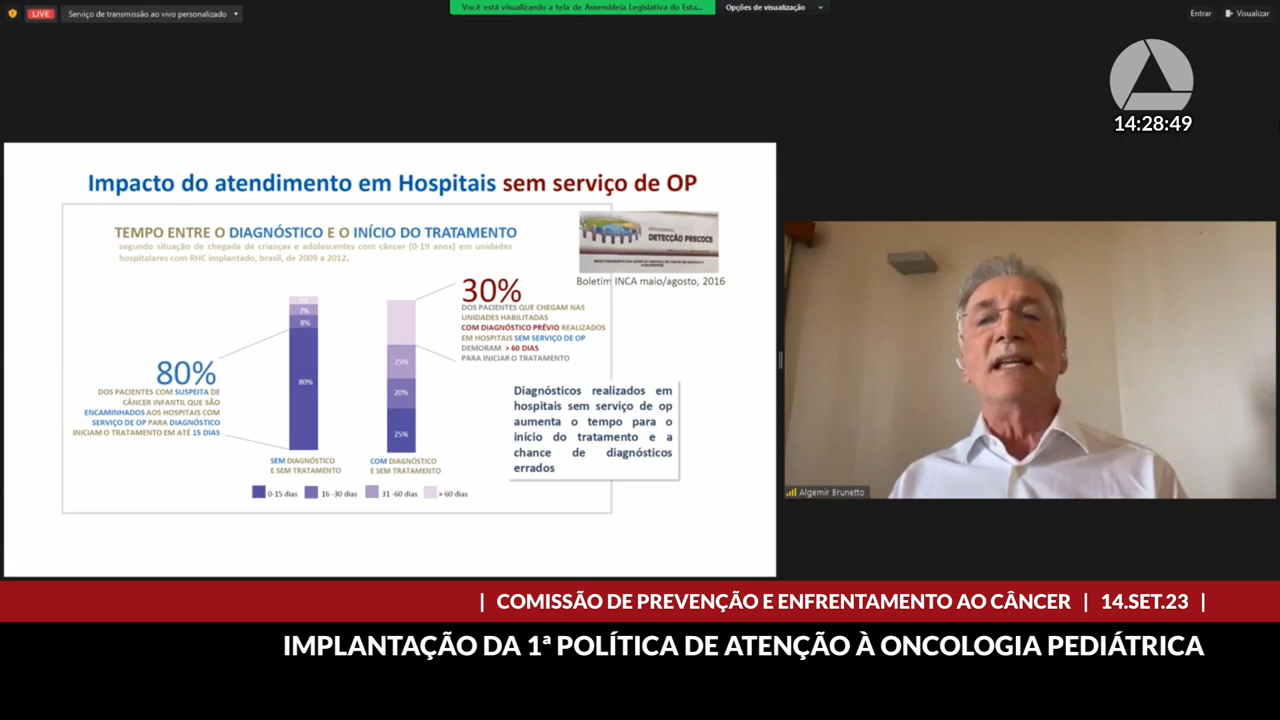 LIVE
Serviço de transmissão ao vivo personalizado
Você está visualizando a tela de Assembleia Legislativa do Esta...
Opções de visualização
Entrar
Visualizar
14:28:49
Impacto do atendimento em Hospitais sem serviço de OP
TEMPO ENTRE O DIAGNÓSTICO E O INÍCIO DO TRATAMENTO
segundo situação de chegada de crianças e adolescentes com câncer (0-19 anos) em unidades
hospitalares com RHC implantado, brasil, de 2009 a 2012.
DETECÇÃO PRECOCE
Boletim INCA maio/agosto, 2016
80%
DOS PACIENTES COM SUSPEITA DE
CÂNCER INFANTIL QUE SÃO
ENCAMINHADOS AOS HOSPITAIS COM
SERVIÇO DE OP PARA DIAGNÓSTICO
INICIAM O TRATAMENTO EM ATÉ 15 DIAS
7%
8%
80%
SEM DIAGNÓSTICO
E SEM TRATAMENTO
25%
20%
25%
COM DIAGNÓSTICO
E SEM TRATAMENTO
30%
DOS PACIENTES QUE CHEGAM NAS
UNIDADES HABILITADAS
COM DIAGNÓSTICO PRÉVIO REALIZADOS
EM HOSPITAIS SEM SERVIÇO DE OP
DEMORAM > 60 DIAS
PARA INICIAR O TRATAMENTO
Diagnósticos realizados em
hospitais sem serviço de op
aumenta o tempo para o
início do tratamento e a
chance de diagnósticos
errados
0-15 dias
16 -30 dias
31 -60 dias
> 60 dias
Algemir Brunetto
| COMISSÃO DE PREVENÇÃO E ENFRENTAMENTO AO CÂNCER | 14.SET.23 |
IMPLANTAÇÃO DA 1ª POLÍTICA DE ATENÇÃO À ONCOLOGIA PEDIÁTRICA